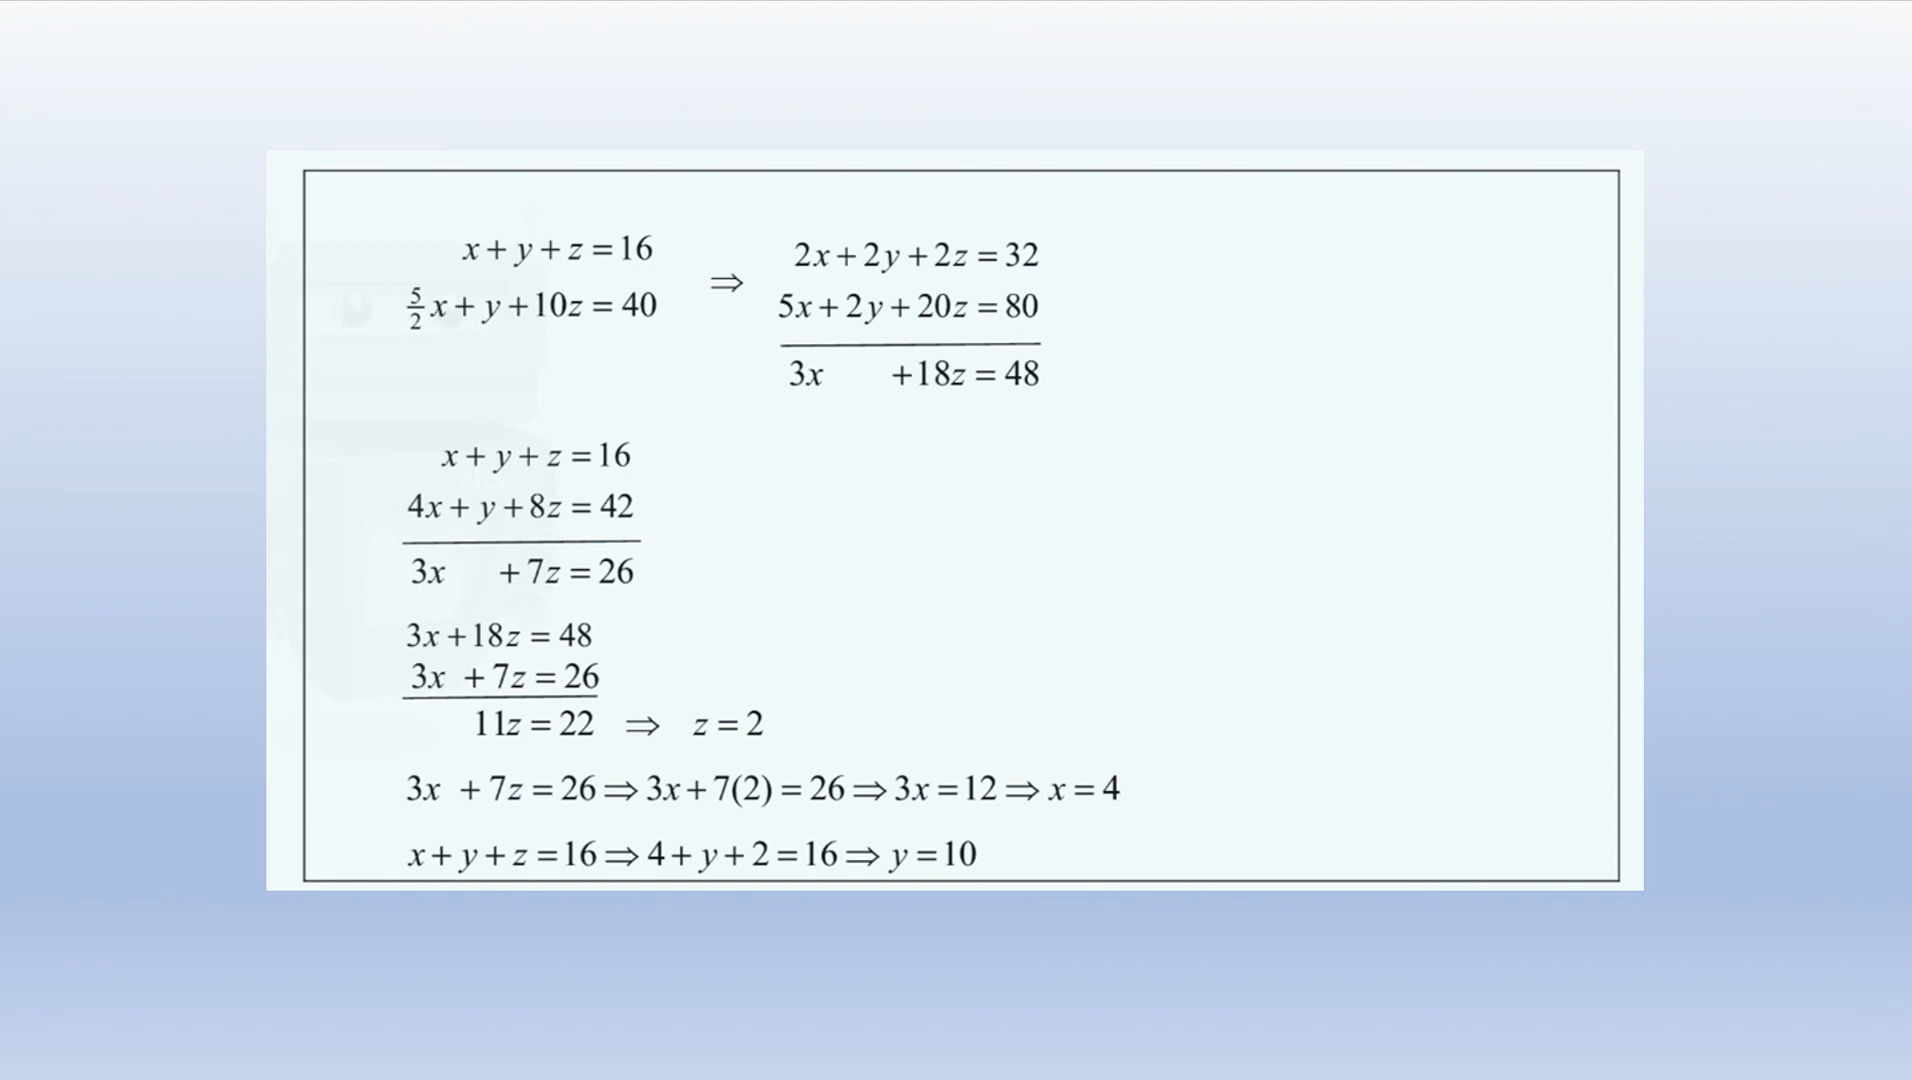 x + y + z = 16
5/2 x + y + 10z = 40
⇒
2x + 2y + 2z = 32
5x + 2y + 20z = 80
3x + 18z = 48
x + y + z = 16
4x + y + 8z = 42
3x + 7z = 26
3x + 18z = 48
3x + 7z = 26
11z = 22 ⇒ z = 2
3x + 7z = 26 ⇒ 3x + 7(2) = 26 ⇒ 3x = 12 ⇒ x = 4
x + y + z = 16 ⇒ 4 + y + 2 = 16 ⇒ y = 10